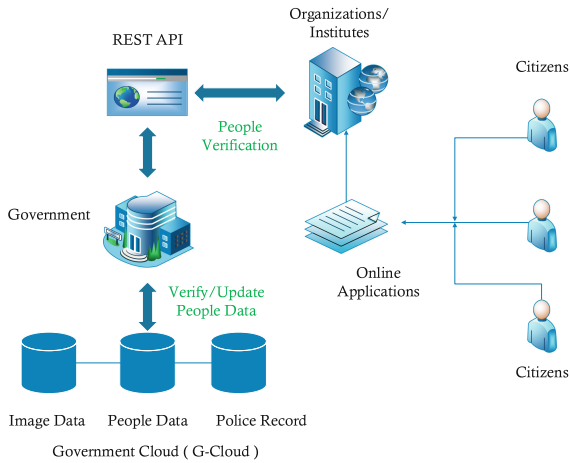 Organizations/
Institutes
REST API
Citizens
People
Verification
Government
Online
Applications
Verify/Update
People Data
Citizens
Image Data
People Data
Police Record
Government Cloud ( G-Cloud )